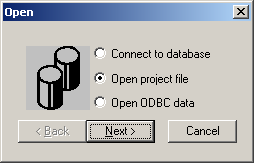 Open
Connect to database
Open project file
Open ODBC data
< Back
Next >
Cancel